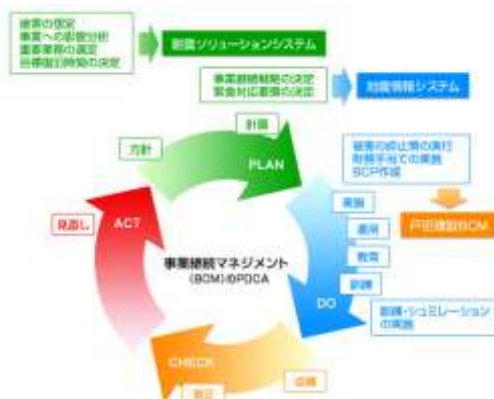 被害の想定
事業への影響分析
重要業務の選定
目標復旧時間の決定
耐震ソリューションシステム
事業継続戦略の決定
緊急対応要領の決定
地震情報システム
計画
方針
PLAN
被害の抑止策の実行
財務手当ての実施
BCP作成
実施
戸田建設BCM
運用
見直し
ACT
教育
事業継続マネジメント
(BCM)のPDCA
訓練
DO
訓練・シュミレーション
の実施
CHECK
点検
是正